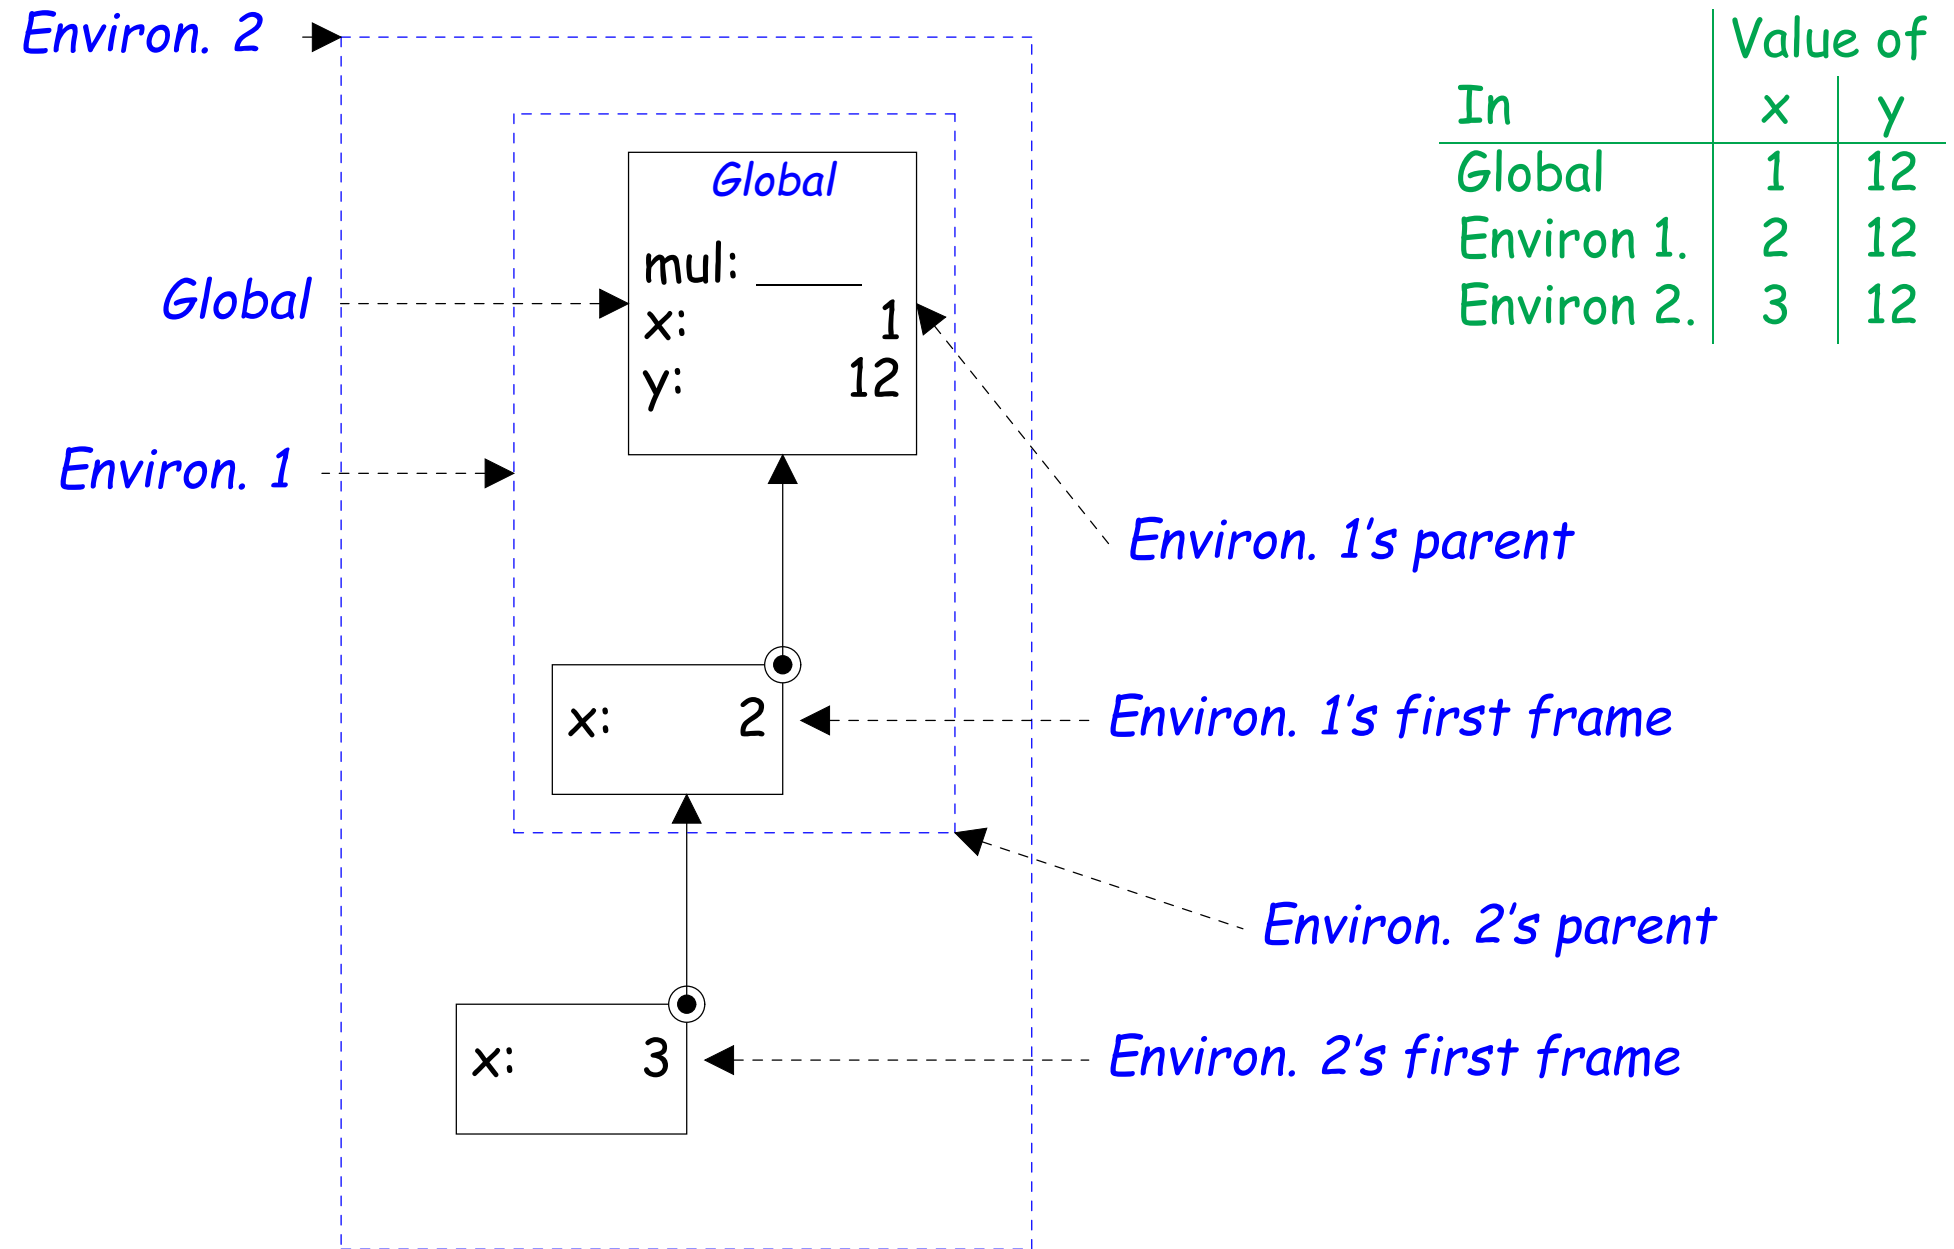 Environ. 2
Value of
In x y
Global 1 12
Environ 1. 2 12
Environ 2. 3 12
Global
mul:
x: 1
y: 12
Global
Environ. 1
Environ. 1's parent
x: 2
Environ. 1's first frame
Environ. 2's parent
x: 3
Environ. 2's first frame